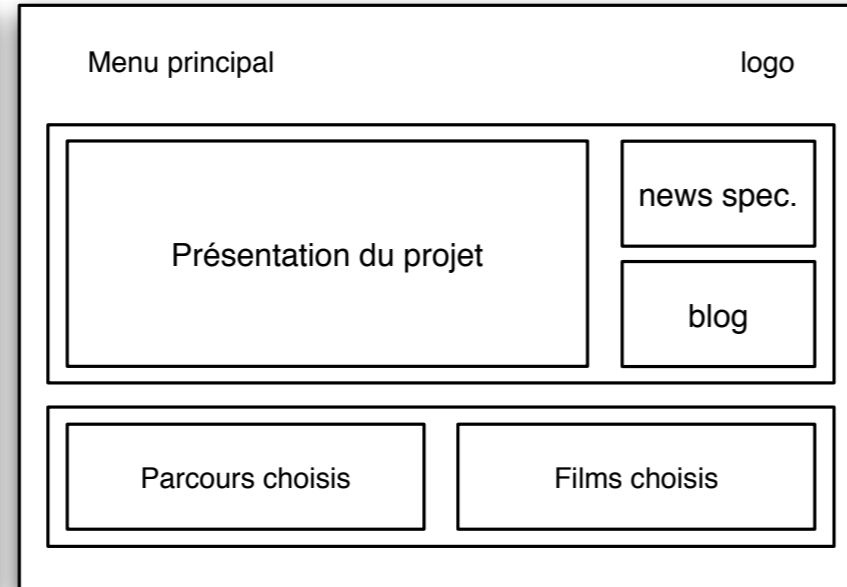 Menu principal
logo
Présentation du projet
news spec.
blog
Parcours choisis
Films choisis